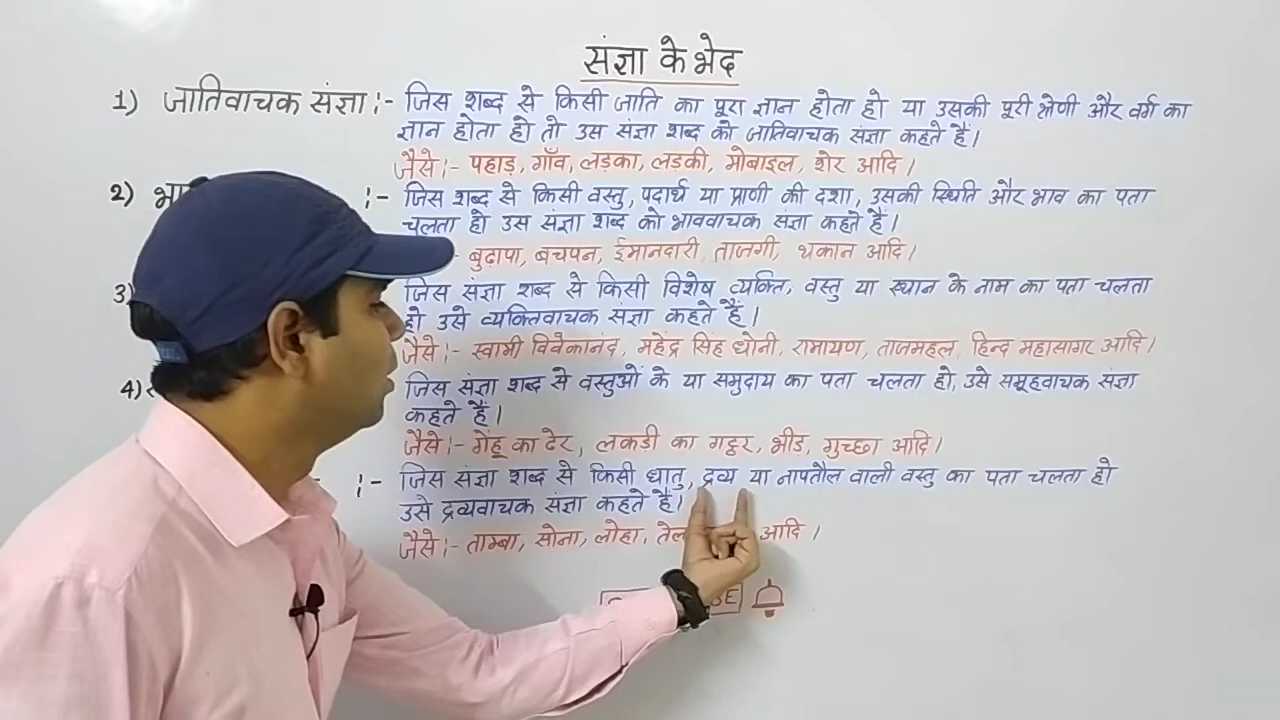 संज्ञा के भेद
1) जातिवाचक संज्ञा :- जिस शब्द से किसी जाति का पूरा ज्ञान होता हो या उसकी पूरी श्रेणी और वर्ग का
ज्ञान होता हो तो उस संज्ञा शब्द को जातिवाचक संज्ञा कहते हैं।
जैसे :- पहाड़, गाँव, लड़का, लडकी, मोबाइल, शेर आदि।
2) :- जिस शब्द से किसी वस्तु, पदार्थ या प्राणी की दशा, उसकी स्थिति और भाव का पता
चलता हो उस संज्ञा शब्द को भाववाचक संज्ञा कहते हैं।
बुढ़ापा, बचपन, ईमानदारी, ताजगी, थकान आदि।
3) जिस संज्ञा शब्द से किसी विशेष व्यक्ति, वस्तु या स्थान के नाम का पता चलता
हो उसे व्यक्तिवाचक संज्ञा कहते हैं।
जैसे :- स्वामी विवेकानंद, महेंद्र सिंह धोनी, रामायण, ताजमहल, हिन्द महासागर आदि।
4) जिस संज्ञा शब्द से वस्तुओं के या समुदाय का पता चलता हो, उसे समूहवाचक संज्ञा
कहते हैं।
जैसे :- गेंहू का ढेर, लकडी का गट्ठर, भीड, गुच्छा आदि।
:- जिस संज्ञा शब्द से किसी धातु, द्रव्य या नापतौल वाली वस्तु का पता चलता हो
उसे द्रव्यवाचक संज्ञा कहते हैं।
जैसे :- ताम्बा, सोना, लोहा, तेल आदि।